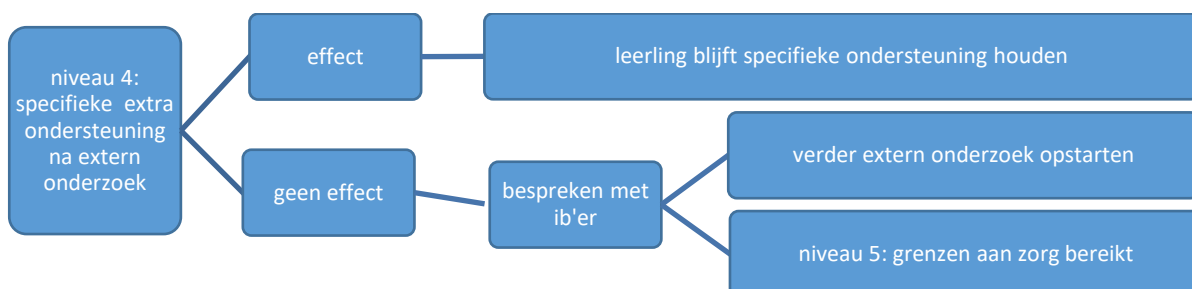 niveau 4:
specifieke extra
ondersteuning
na extern
onderzoek
effect
leerling blijft specifieke ondersteuning houden
geen effect
bespreken met
ib'er
verder extern onderzoek opstarten
niveau 5: grenzen aan zorg bereikt